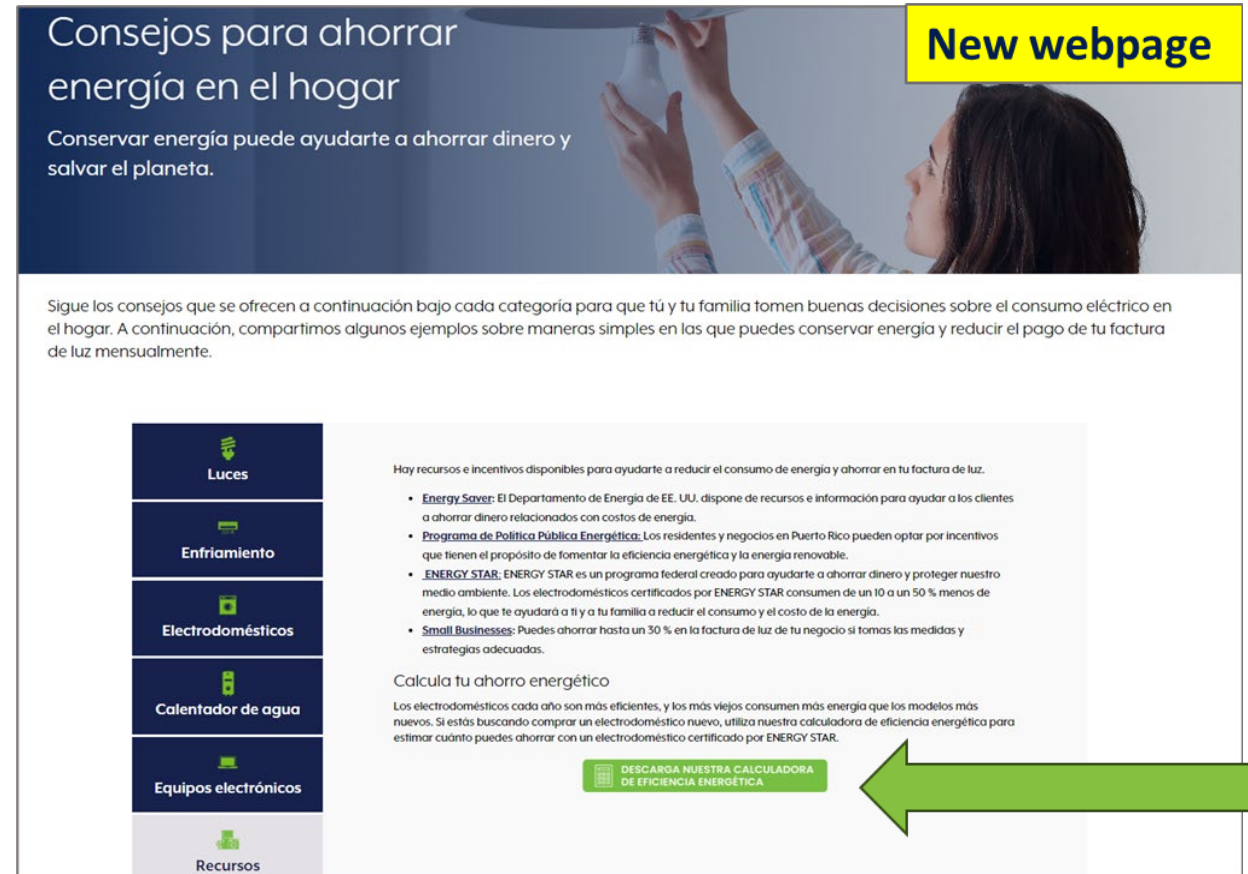 Consejos para ahorrar
energía en el hogar
New webpage
Conservar energía puede ayudarte a ahorrar dinero y
salvar el planeta.
Sigue los consejos que se ofrecen a continuación bajo cada categoría para que tú y tu familia tomen buenas decisiones sobre el consumo eléctrico en
el hogar. A continuación, compartimos algunos ejemplos sobre maneras simples en las que puedes conservar energía y reducir el pago de tu factura
de luz mensualmente.
Luces
Enfriamiento
Electrodomésticos
Calentador de agua
Equipos electrónicos
Recursos
Hay recursos e incentivos disponibles para ayudarte a reducir el consumo de energía y ahorrar en tu factura de luz.
• Energy Saver: El Departamento de Energía de EE. UU. dispone de recursos e información para ayudar a los clientes
a ahorrar dinero relacionados con costos de energía.
• Programa de Política Pública Energética: Los residentes y negocios en Puerto Rico pueden optar por incentivos
que tienen el propósito de fomentar la eficiencia energética y la energía renovable.
• ENERGY STAR: ENERGY STAR es un programa federal creado para ayudarte a ahorrar dinero y proteger nuestro
medio ambiente. Los electrodomésticos certificados por ENERGY STAR consumen de un 10 a un 50 % menos de
energía, lo que te ayudará a ti y a tu familia a reducir el consumo y el costo de la energía.
• Small Businesses: Puedes ahorrar hasta un 30 % en la factura de luz de tu negocio si tomas las medidas y
estrategias adecuadas.
Calcula tu ahorro energético
Los electrodomésticos cada año son más eficientes, y los más viejos consumen más energía que los modelos más
nuevos. Si estás buscando comprar un electrodoméstico nuevo, utiliza nuestra calculadora de eficiencia energética para
estimar cuánto puedes ahorrar con un electrodoméstico certificado por ENERGY STAR.
DESCARGA NUESTRA CALCULADORA
DE EFICIENCIA ENERGÉTICA